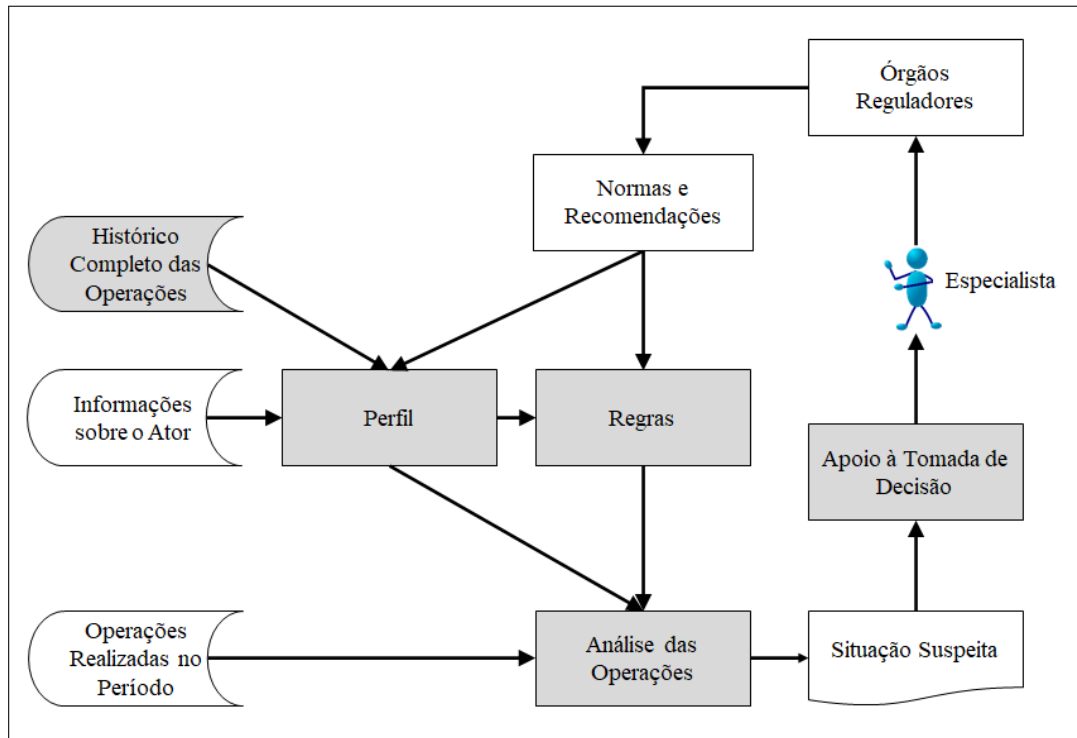 Órgãos
Reguladores
Normas e
Recomendações
Histórico
Completo das
Operações
Especialista
Informações
sobre o Ator
Perfil
Regras
Apoio à Tomada de
Decisão
Operações
Realizadas no
Período
Análise das
Operações
Situação Suspeita